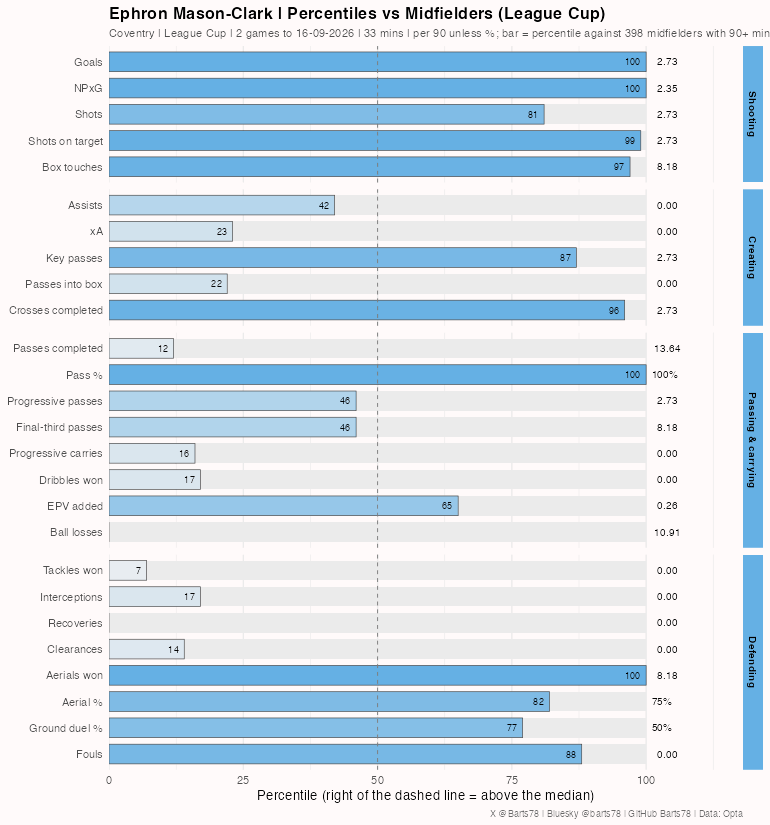 Ephron Mason-Clark | Percentiles vs Midfielders (League Cup)
Coventry | League Cup | 2 games to 16-09-2026 | 33 mins | per 90 unless %; bar = percentile against 398 midfielders with 90+ min
Goals 100 2.73
NPxG 100 2.35
Shots 81 2.73
Shots on target 99 2.73
Box touches 97 8.18
Shooting
Assists 42 0.00
xA 23 0.00
Key passes 87 2.73
Passes into box 22 0.00
Crosses completed 96 2.73
Creating
Passes completed 12 13.64
Pass % 100 100%
Progressive passes 46 2.73
Final-third passes 46 8.18
Progressive carries 16 0.00
Dribbles won 17 0.00
EPV added 65 0.26
Ball losses 10.91
Passing & carrying
Tackles won 7 0.00
Interceptions 17 0.00
Recoveries 0.00
Clearances 14 0.00
Aerials won 100 8.18
Aerial % 82 75%
Ground duel % 77 50%
Fouls 88 0.00
Defending
0 25 50 75 100
Percentile (right of the dashed line = above the median)
X @Barts78 | Bluesky @barts78 | GitHub Barts78 | Data: Opta